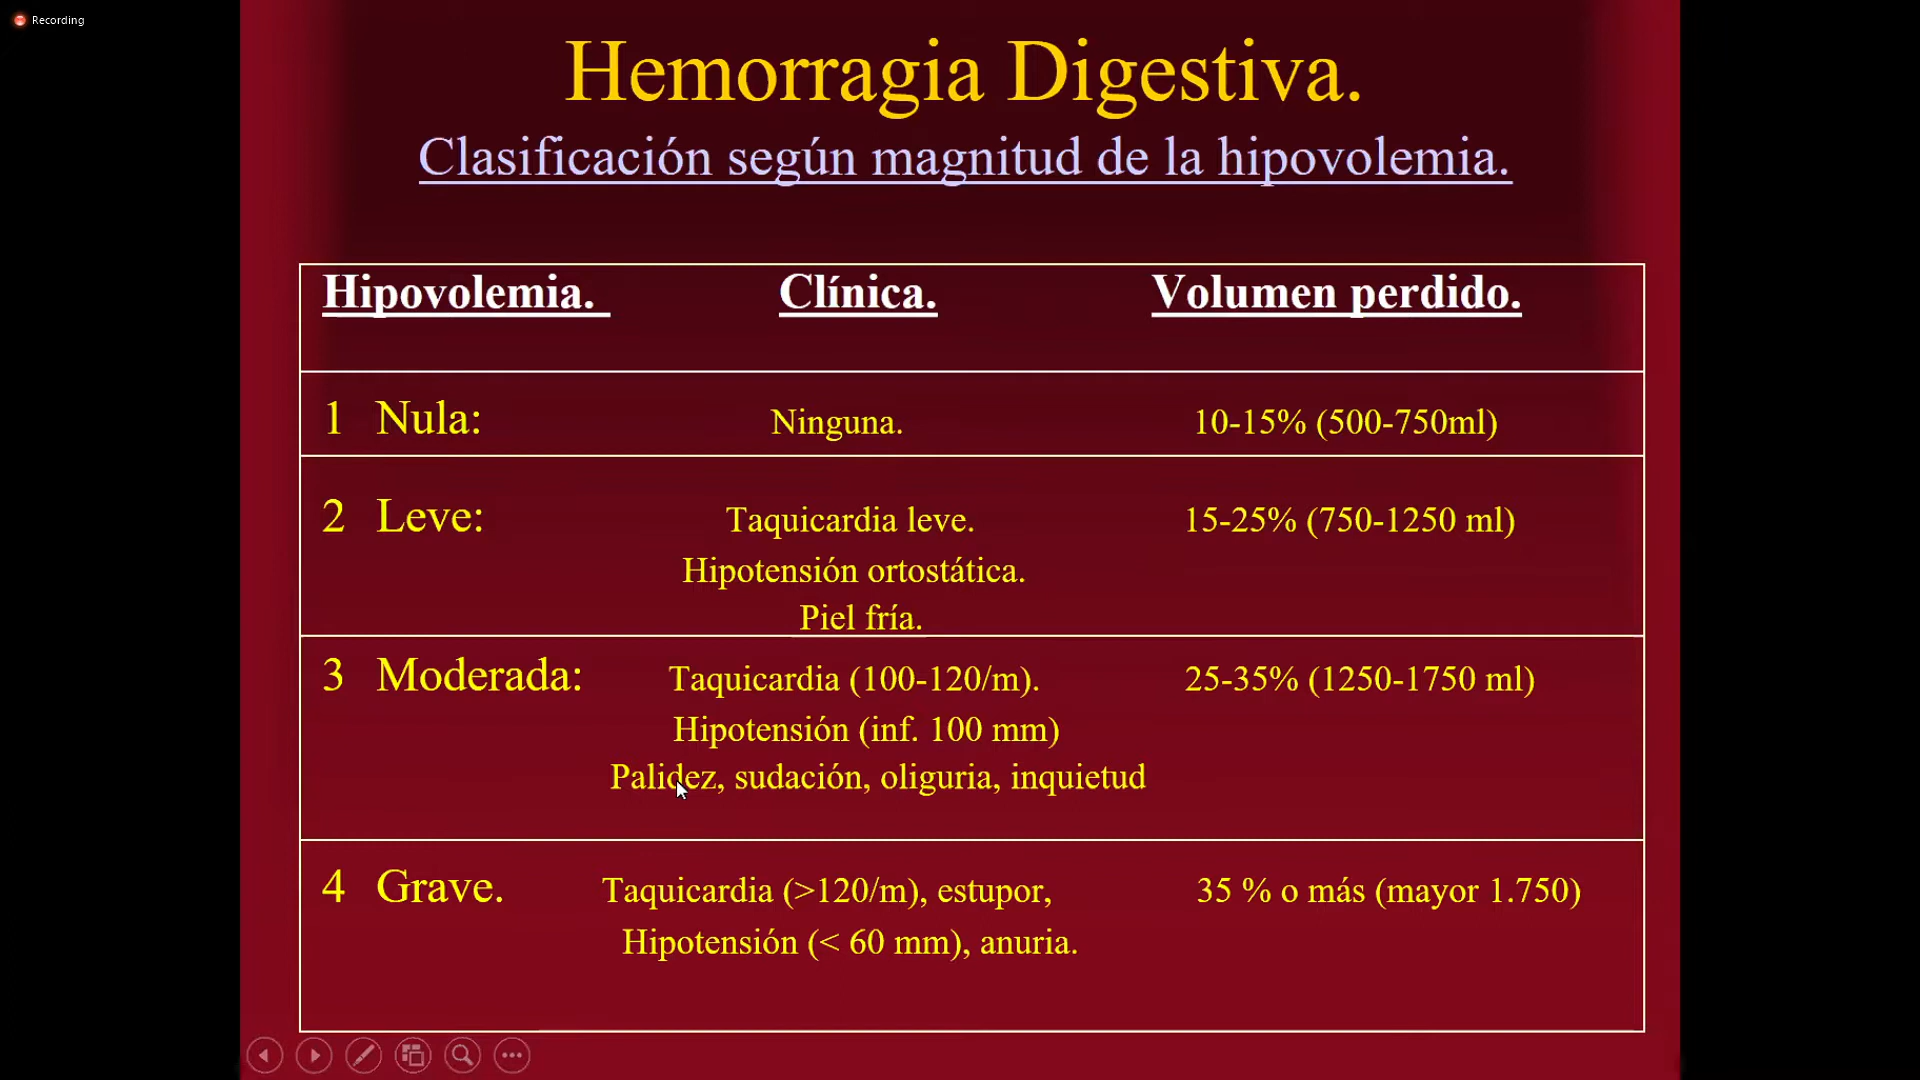 Recording
Hemorragia Digestiva.
Clasificación según magnitud de la hipovolemia.
Hipovolemia. Clínica. Volumen perdido.
1 Nula: Ninguna. 10-15% (500-750ml)
2 Leve: Taquicardia leve. 15-25% (750-1250 ml)
Hipotensión ortostática.
Piel fría.
3 Moderada: Taquicardia (100-120/m). 25-35% (1250-1750 ml)
Hipotensión (inf. 100 mm)
Palidez, sudación, oliguria, inquietud
4 Grave. Taquicardia (>120/m), estupor, 35 % o más (mayor 1.750)
Hipotensión (< 60 mm), anuria.